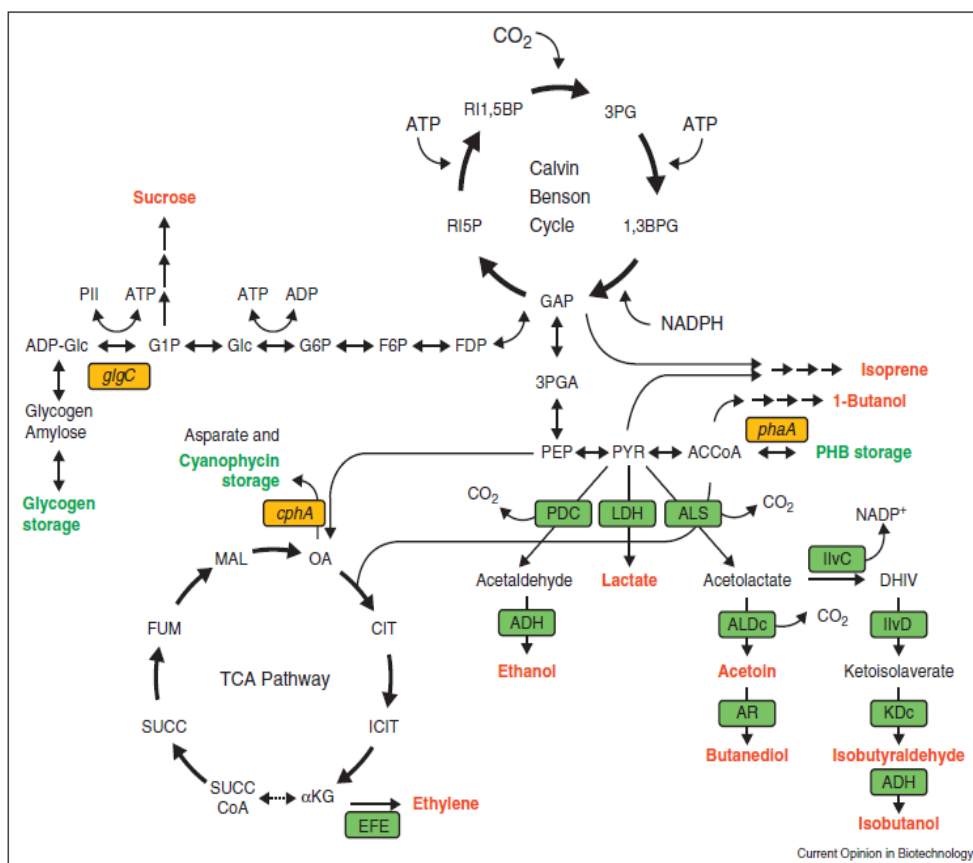 CO2
RI1,5BP
3PG
ATP
ATP
Calvin
Benson
Cycle
Sucrose
RI5P
1,3BPG
PII
ATP
ATP
ADP
GAP
NADPH
ADP-Glc
G1P
Glc
G6P
F6P
FDP
glgC
Isoprene
3PGA
1-Butanol
Glycogen
Amylose
phaA
Asparate and
Cyanophycin
storage
PEP
PYR
ACCoA
PHB storage
Glycogen
storage
cphA
CO2
PDC
LDH
ALS
CO2
NADP+
MAL
OA
IlvC
Acetaldehyde
Lactate
Acetolactate
DHIV
FUM
CIT
ADH
ALDc
CO2
IlvD
TCA Pathway
Ethanol
Acetoin
Ketoisolaverate
SUCC
ICIT
AR
KDc
Butanediol
Isobutyraldehyde
SUCC
CoA
αKG
Ethylene
ADH
EFE
Isobutanol
Current Opinion in Biotechnology